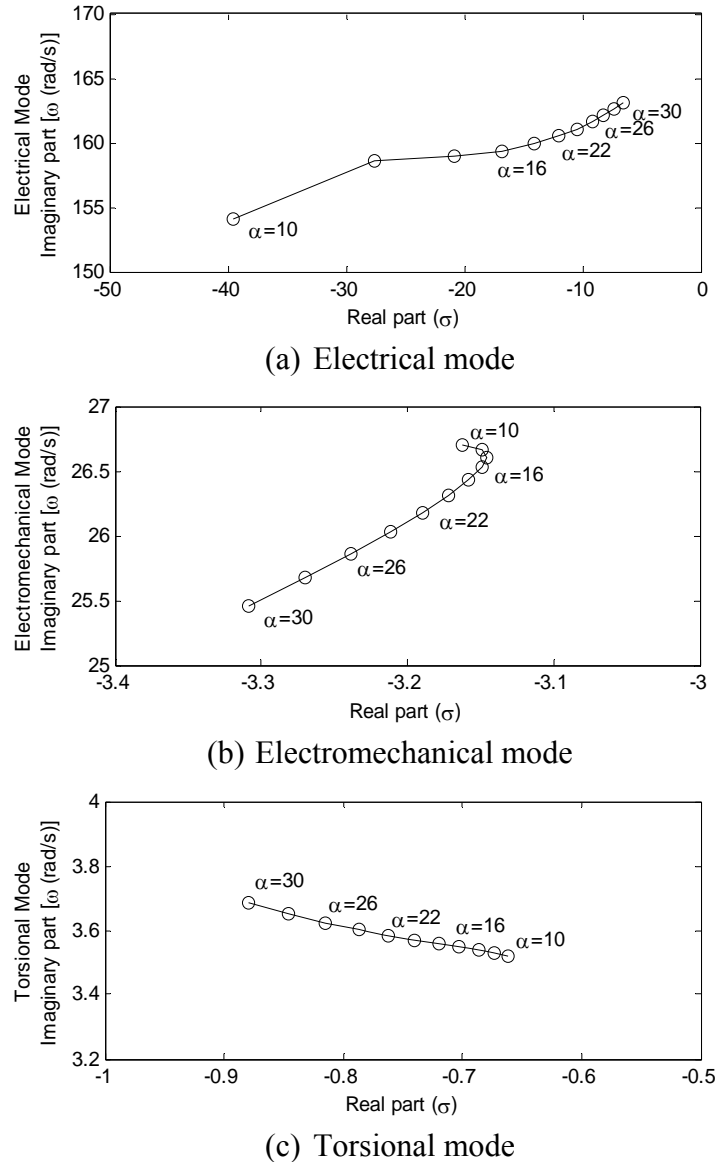 170
165
160
155
150
Electrical Mode
Imaginary part [ω (rad/s)]
α=10
α=16
α=22
α=26
α=30
-50 -40 -30 -20 -10 0
Real part (σ)
(a) Electrical mode
27
26.5
26
25.5
25
Electromechanical Mode
Imaginary part [ω (rad/s)]
α=10
α=16
α=22
α=26
α=30
-3.4 -3.3 -3.2 -3.1 -3
Real part (σ)
(b) Electromechanical mode
4
3.8
3.6
3.4
3.2
Torsional Mode
Imaginary part [ω (rad/s)]
α=30
α=26
α=22
α=16
α=10
-1 -0.9 -0.8 -0.7 -0.6 -0.5
Real part (σ)
(c) Torsional mode